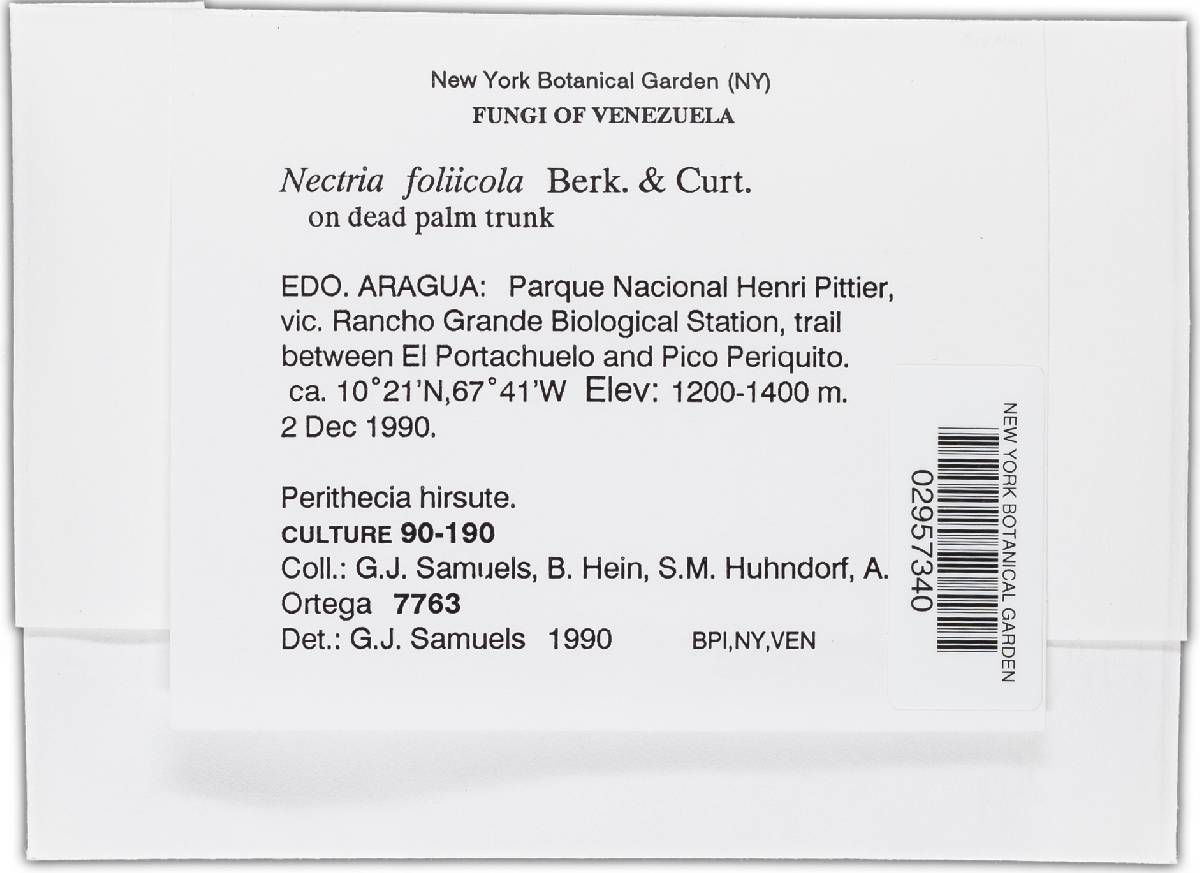 New York Botanical Garden (NY)
FUNGI OF VENEZUELA
Nectria foliicola Berk. & Curt.
on dead palm trunk
EDO. ARAGUA: Parque Nacional Henri Pittier,
vic. Rancho Grande Biological Station, trail
between El Portachuelo and Pico Periquito.
ca. 10°21'N,67°41'W Elev: 1200-1400 m.
2 Dec 1990.
Perithecia hirsute.
CULTURE 90-190
Coll.: G.J. Samuels, B. Hein, S.M. Huhndorf, A.
Ortega 7763
Det.: G.J. Samuels 1990 BPI,NY,VEN
NEW YORK BOTANICAL GARDEN
02957340